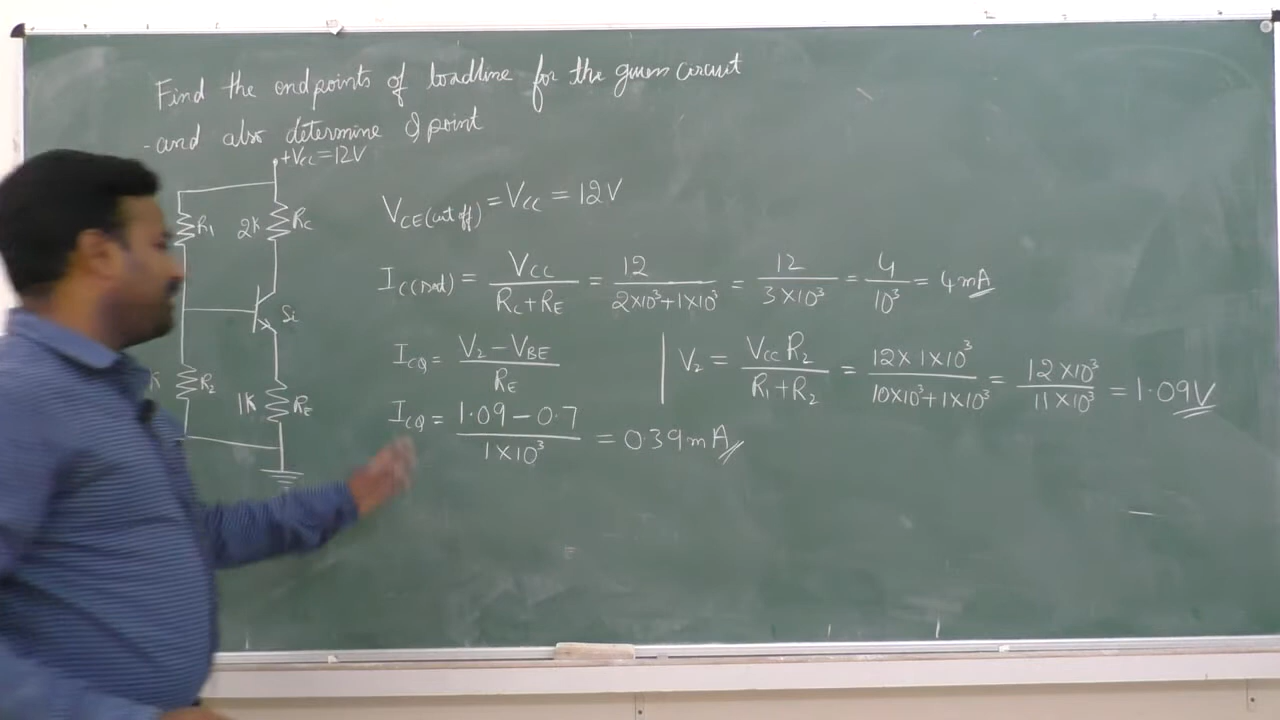 Find the endpoints of loadline for the given circuit
and also determine Q point
+VCC=12V
R1
2K RC
Si
K R2
1K RE
VCE(cut off) = VCC = 12V
IC(sat) = VCC / RC+RE = 12 / 2×10³+1×10³ = 12 / 3×10³ = 4 / 10³ = 4mA
ICQ = V2 − VBE / RE | V2 = VCC R2 / R1+R2 = 12×1×10³ / 10×10³+1×10³ = 12×10³ / 11×10³ = 1.09V
ICQ = 1.09 − 0.7 / 1×10³ = 0.39mA